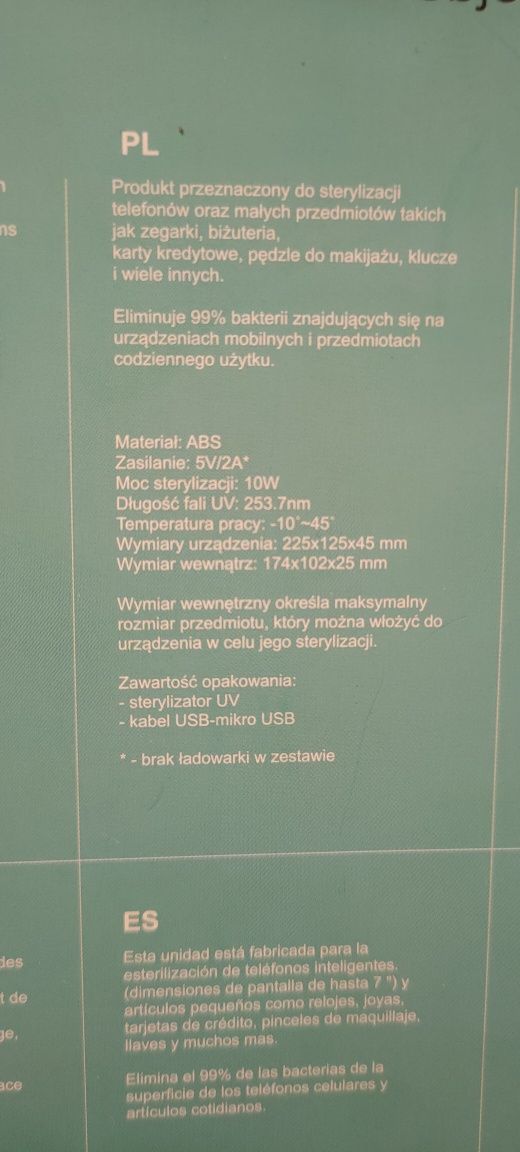 PL
Produkt przeznaczony do sterylizacji
telefonów oraz małych przedmiotów takich
jak zegarki, biżuteria,
karty kredytowe, pędzle do makijażu, klucze
i wiele innych.
Eliminuje 99% bakterii znajdujących się na
urządzeniach mobilnych i przedmiotach
codziennego użytku.
Materiał: ABS
Zasilanie: 5V/2A*
Moc sterylizacji: 10W
Długość fali UV: 253.7nm
Temperatura pracy: -10°~45°
Wymiary urządzenia: 225x125x45 mm
Wymiar wewnątrz: 174x102x25 mm
Wymiar wewnętrzny określa maksymalny
rozmiar przedmiotu, który można włożyć do
urządzenia w celu jego sterylizacji.
Zawartość opakowania:
- sterylizator UV
- kabel USB-mikro USB
* - brak ładowarki w zestawie
ES
Esta unidad está fabricada para la
esterilización de teléfonos inteligentes.
(dimensiones de pantalla de hasta 7 ") y
artículos pequeños como relojes, joyas,
tarjetas de crédito, pinceles de maquillaje,
llaves y muchos mas.
Elimina el 99% de las bacterias de la
superficie de los teléfonos celulares y
artículos cotidianos.